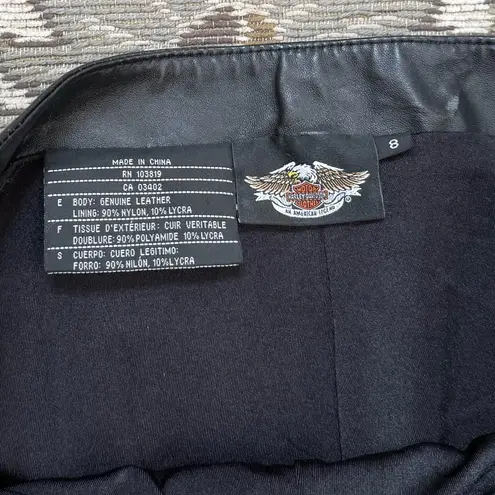 MADE IN CHINA
RN 103819
CA 03402
E BODY: GENUINE LEATHER
LINING: 90% NYLON, 10% LYCRA
F TISSUE D'EXTÉRIEUR: CUIR VERITABLE
DOUBLURE: 90% POLYAMIDE 10% LYCRA
S CUERPO: CUERO LEGITIMO:
FORRO: 90% NILÓN, 10% LYCRA
MOTOR
HARLEY-DAVIDSON
CLOTHES
AN AMERICAN LEGEND
8